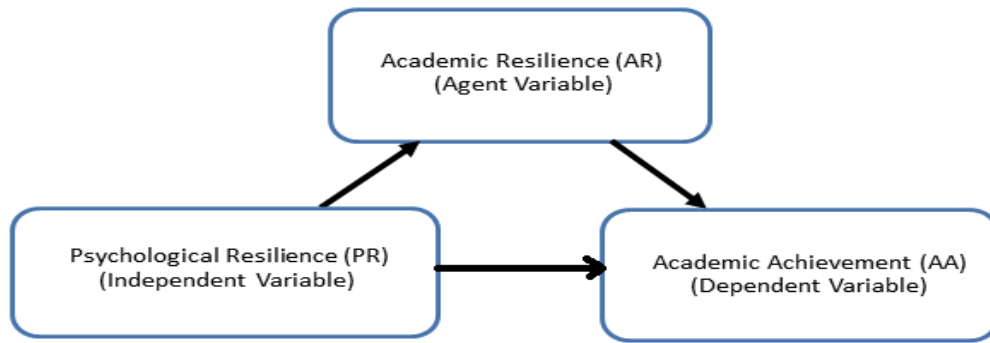 Academic Resilience (AR)
(Agent Variable)
Psychological Resilience (PR)
(Independent Variable)
Academic Achievement (AA)
(Dependent Variable)